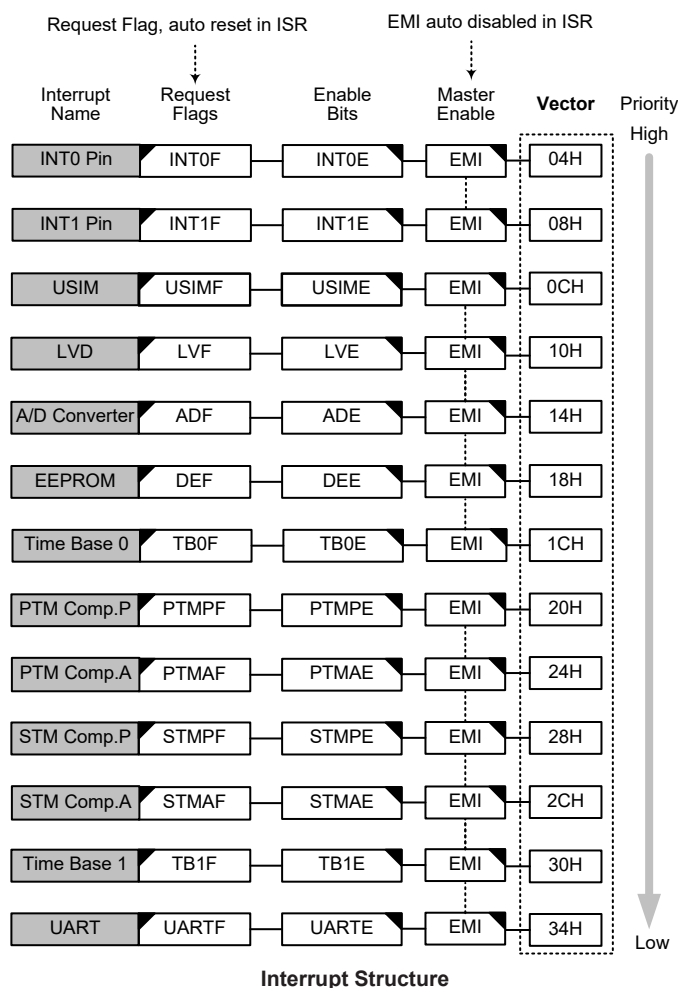 Request Flag, auto reset in ISR
EMI auto disabled in ISR
Interrupt Name Request Flags Enable Bits Master Enable Vector Priority
High
INT0 Pin INT0F INT0E EMI 04H
INT1 Pin INT1F INT1E EMI 08H
USIM USIMF USIME EMI 0CH
LVD LVF LVE EMI 10H
A/D Converter ADF ADE EMI 14H
EEPROM DEF DEE EMI 18H
Time Base 0 TB0F TB0E EMI 1CH
PTM Comp.P PTMPF PTMPE EMI 20H
PTM Comp.A PTMAF PTMAE EMI 24H
STM Comp.P STMPF STMPE EMI 28H
STM Comp.A STMAF STMAE EMI 2CH
Time Base 1 TB1F TB1E EMI 30H
UART UARTF UARTE EMI 34H
Low
Interrupt Structure